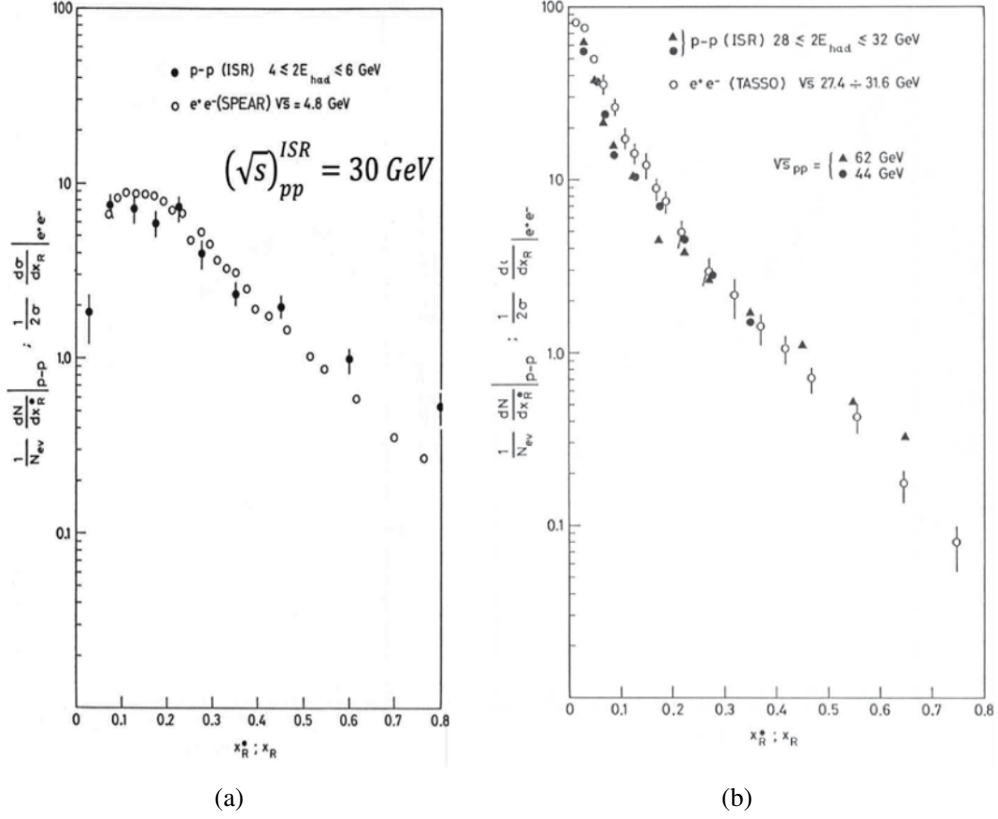 100
● p-p (ISR) 4 ≤ 2E_had ≤ 6 GeV
○ e⁺e⁻(SPEAR) √s = 4.8 GeV
(√s)_pp^ISR = 30 GeV
10
1.0
0.1
0 0.1 0.2 0.3 0.4 0.5 0.6 0.7 0.8
x_R^• ; x_R
1/N_ev dN/dx_R^• |p-p ; 1/2σ dσ/dx_R |e⁺e⁻
(a)
100
▲ ● } p-p (ISR) 28 ≤ 2E_had ≤ 32 GeV
○ e⁺e⁻ (TASSO) √s 27.4 ÷ 31.6 GeV
√s_pp = { ▲ 62 GeV
● 44 GeV
10
1.0
0.1
0 0.1 0.2 0.3 0.4 0.5 0.6 0.7 0.8
x_R^• ; x_R
1/N_ev dN/dx_R^• |p-p ; 1/2σ dι/dx_R |e⁺e⁻
(b)